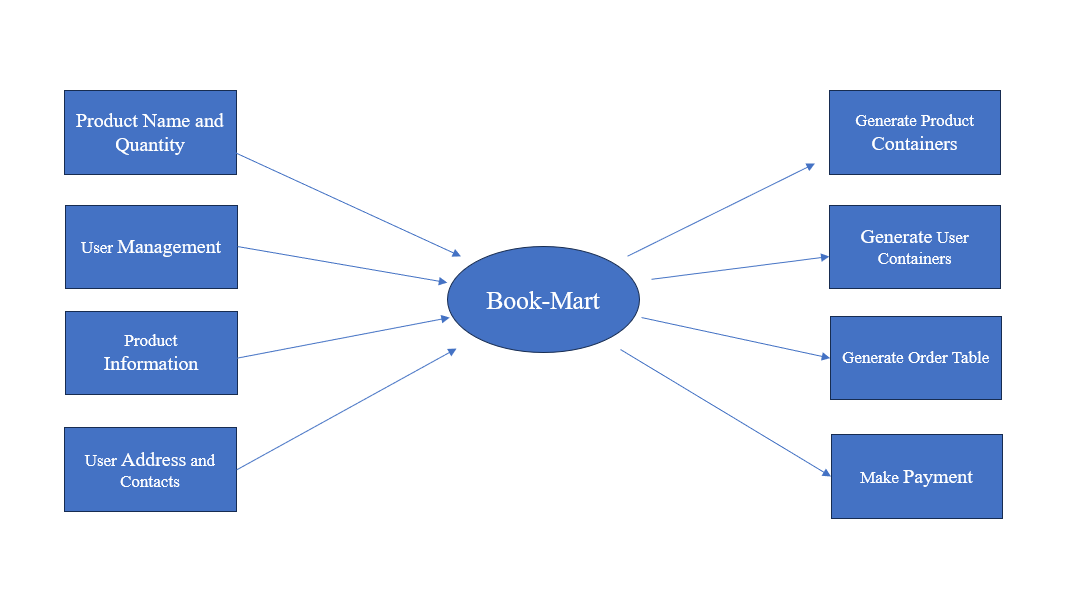 Product Name and
Quantity
User Management
Product
Information
User Address and
Contacts
Book-Mart
Generate Product
Containers
Generate User
Containers
Generate Order Table
Make Payment